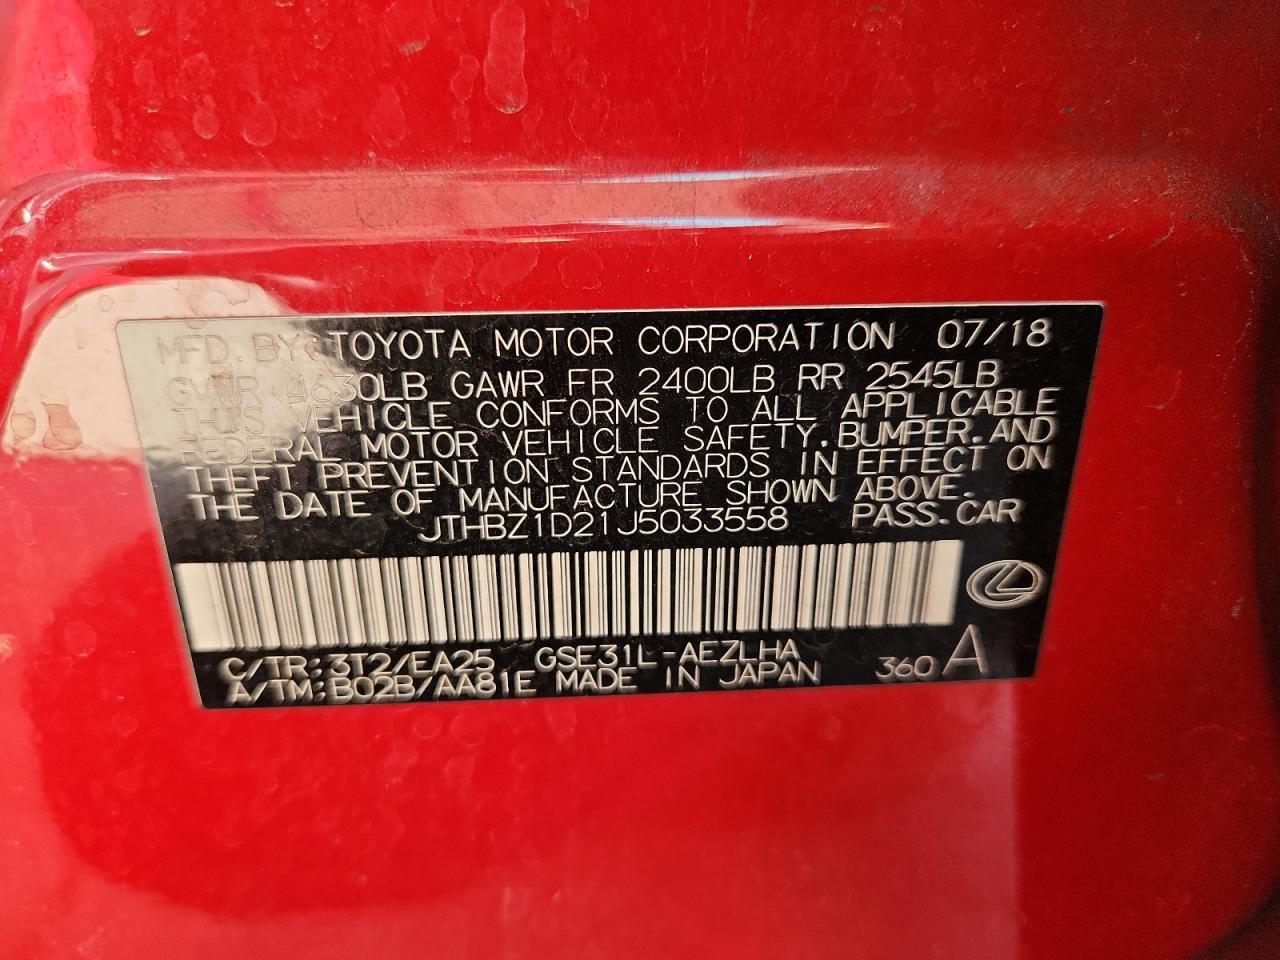 MFD. BY: TOYOTA MOTOR CORPORATION 07/18
GVWR 4630LB GAWR FR 2400LB RR 2545LB
THIS VEHICLE CONFORMS TO ALL APPLICABLE
FEDERAL MOTOR VEHICLE SAFETY, BUMPER, AND
THEFT PREVENTION STANDARDS IN EFFECT ON
THE DATE OF MANUFACTURE SHOWN ABOVE.
JTHBZ1D21J5033558 PASS. CAR
C/TR: 3T2/EA25 GSE31L-AEZLHA
A/TM: B02B/AA81E MADE IN JAPAN 360 A